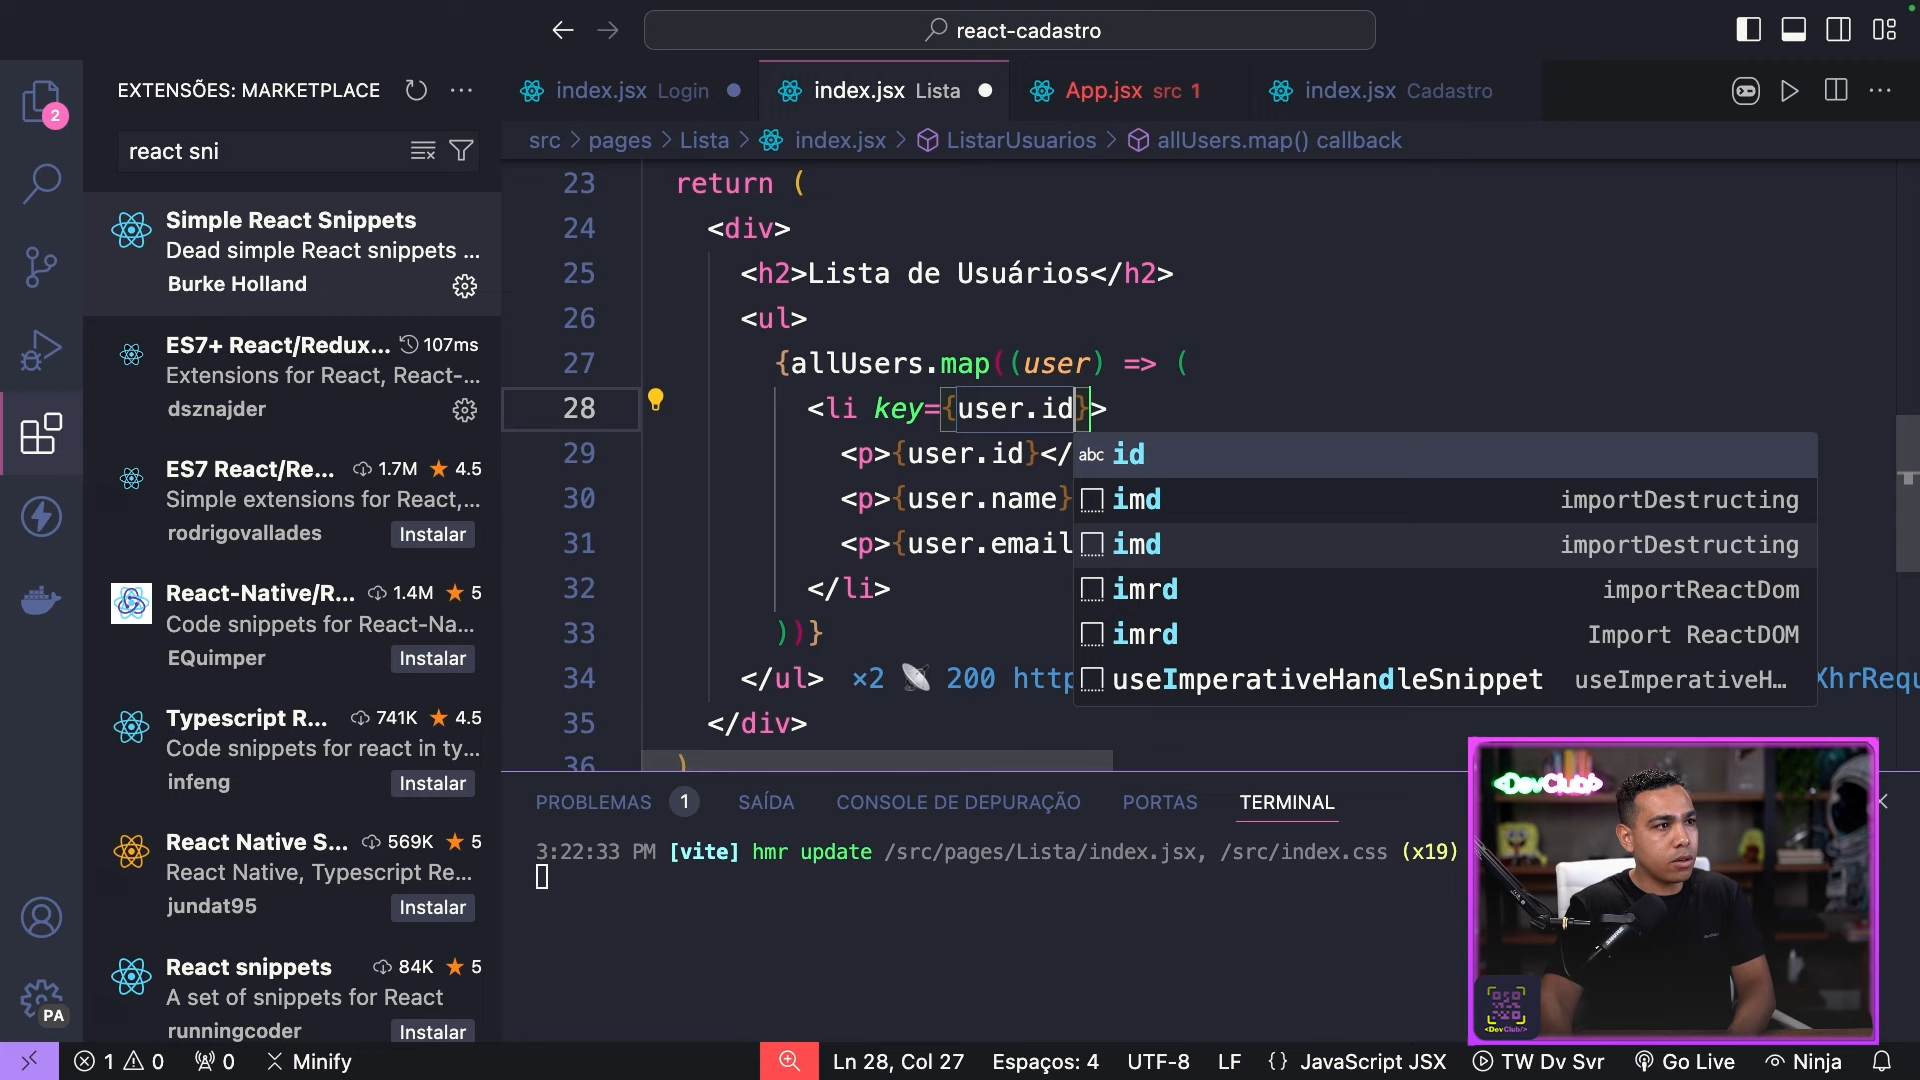 react-cadastro
EXTENSÕES: MARKETPLACE
index.jsx Login
index.jsx Lista
App.jsx src 1
index.jsx Cadastro
2
react sni
src > pages > Lista > index.jsx > ListarUsuarios > allUsers.map() callback
Simple React Snippets
Dead simple React snippets ...
Burke Holland
ES7+ React/Redux... 107ms
Extensions for React, React-...
dsznajder
ES7 React/Re... 1.7M 4.5
Simple extensions for React,...
rodrigovallades Instalar
React-Native/R... 1.4M 5
Code snippets for React-Na...
EQuimper Instalar
Typescript R... 741K 4.5
Code snippets for react in ty...
infeng Instalar
React Native S... 569K 5
React Native, Typescript Re...
jundat95 Instalar
React snippets 84K 5
A set of snippets for React
runningcoder Instalar
PA
23 return (
24 <div>
25 <h2>Lista de Usuários</h2>
26 <ul>
27 {allUsers.map((user) => (
28 <li key={user.id}>
29 <p>{user.id}</
30 <p>{user.name}
31 <p>{user.email
32 </li>
33 ))}
34 </ul> ×2 200 http XhrRequ
35 </div>
36 )
abc id
imd importDestructing
imd importDestructing
imrd importReactDom
imrd Import ReactDOM
useImperativeHandleSnippet useImperativeH...
PROBLEMAS 1 SAÍDA CONSOLE DE DEPURAÇÃO PORTAS TERMINAL
3:22:33 PM [vite] hmr update /src/pages/Lista/index.jsx, /src/index.css (x19)
<DevClub/>
<DevClub/>
1 0 0 Minify Ln 28, Col 27 Espaços: 4 UTF-8 LF {} JavaScript JSX TW Dv Svr Go Live Ninja